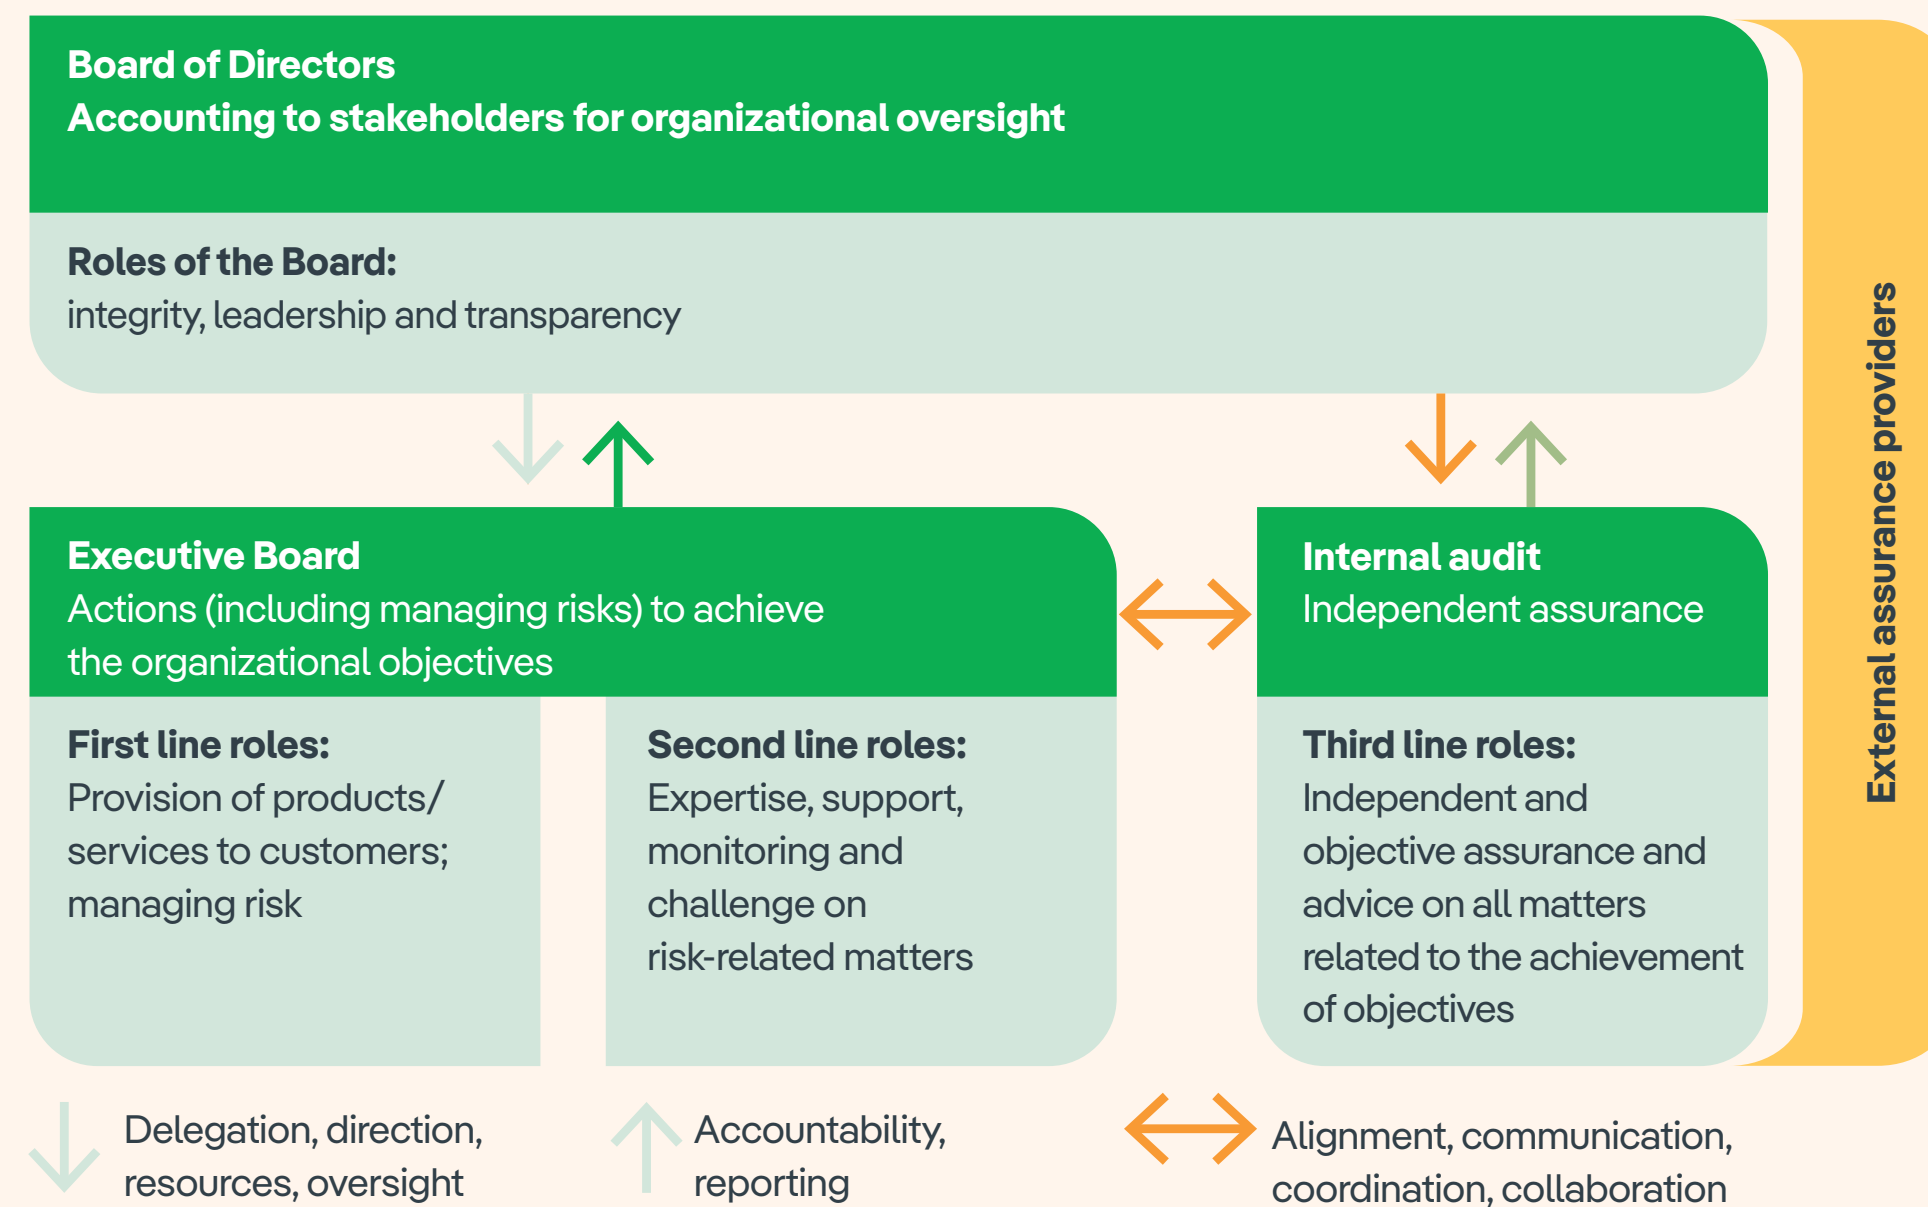 Board of Directors
Accounting to stakeholders for organizational oversight
Roles of the Board:
integrity, leadership and transparency
Executive Board
Actions (including managing risks) to achieve
the organizational objectives
Internal audit
Independent assurance
First line roles:
Provision of products/
services to customers;
managing risk
Second line roles:
Expertise, support,
monitoring and
challenge on
risk-related matters
Third line roles:
Independent and
objective assurance and
advice on all matters
related to the achievement
of objectives
External assurance providers
Delegation, direction,
resources, oversight
Accountability,
reporting
Alignment, communication,
coordination, collaboration